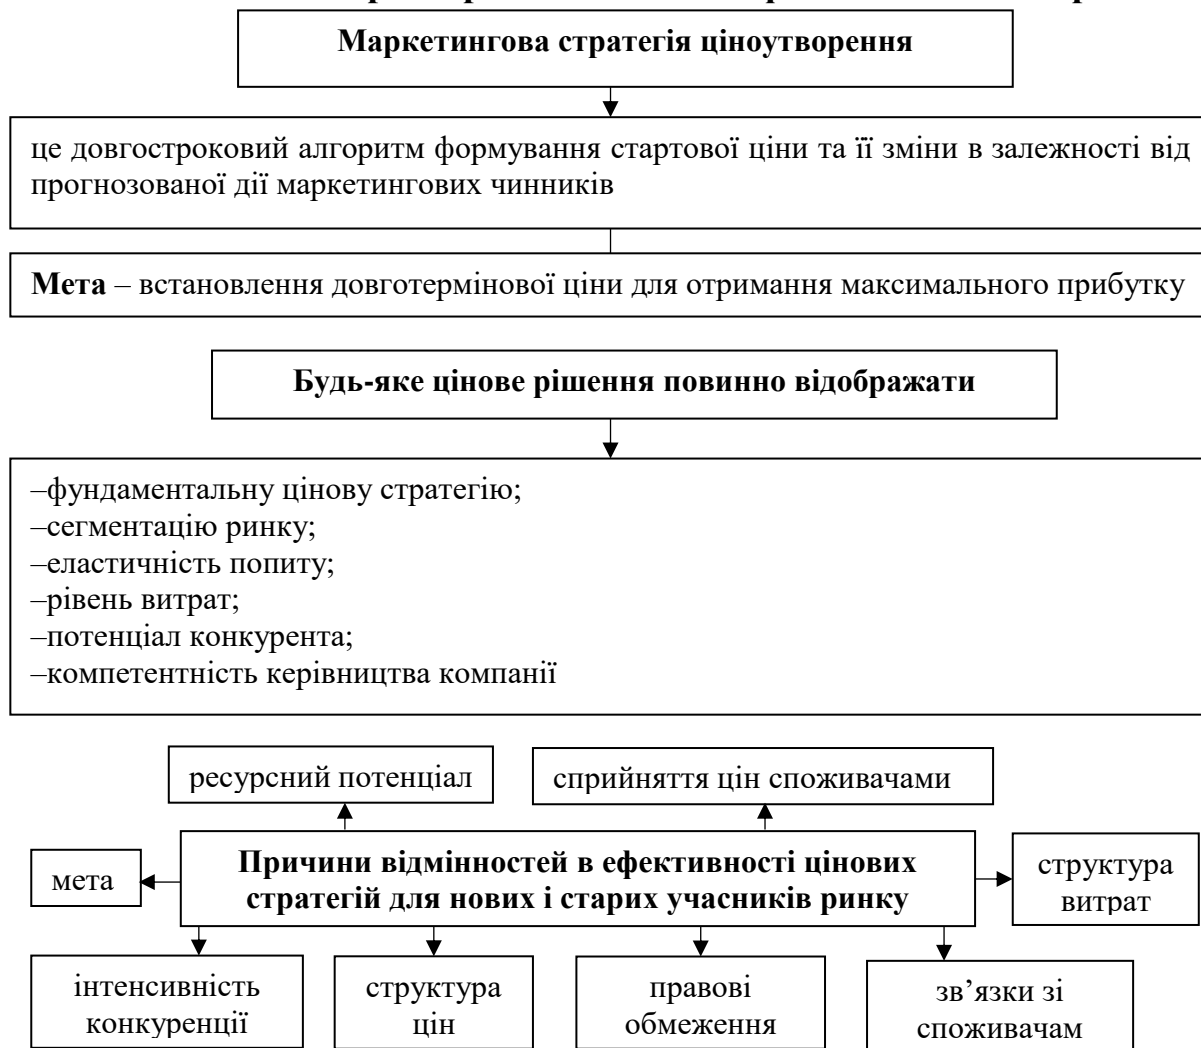 Маркетингова стратегія ціноутворення
це довгостроковий алгоритм формування стартової ціни та її зміни в залежності від
прогнозованої дії маркетингових чинників
Мета – встановлення довготермінової ціни для отримання максимального прибутку
Будь-яке цінове рішення повинно відображати
–фундаментальну цінову стратегію;
–сегментацію ринку;
–еластичність попиту;
–рівень витрат;
–потенціал конкурента;
–компетентність керівництва компанії
ресурсний потенціал
сприйняття цін споживачами
мета
Причини відмінностей в ефективності цінових
стратегій для нових і старих учасників ринку
структура
витрат
інтенсивність
конкуренції
структура
цін
правові
обмеження
зв’язки зі
споживачам